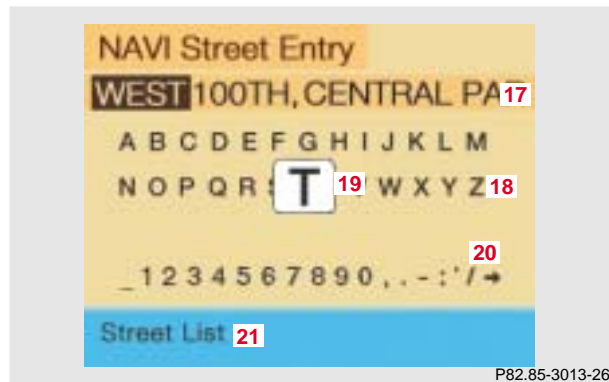 NAVI Street Entry
WEST 100TH, CENTRAL PA 17
A B C D E F G H I J K L M
N O P Q R S T 19 W X Y Z 18
20
_ 1 2 3 4 5 6 7 8 9 0 , . - : ' / →
Street List 21
P82.85-3013-26